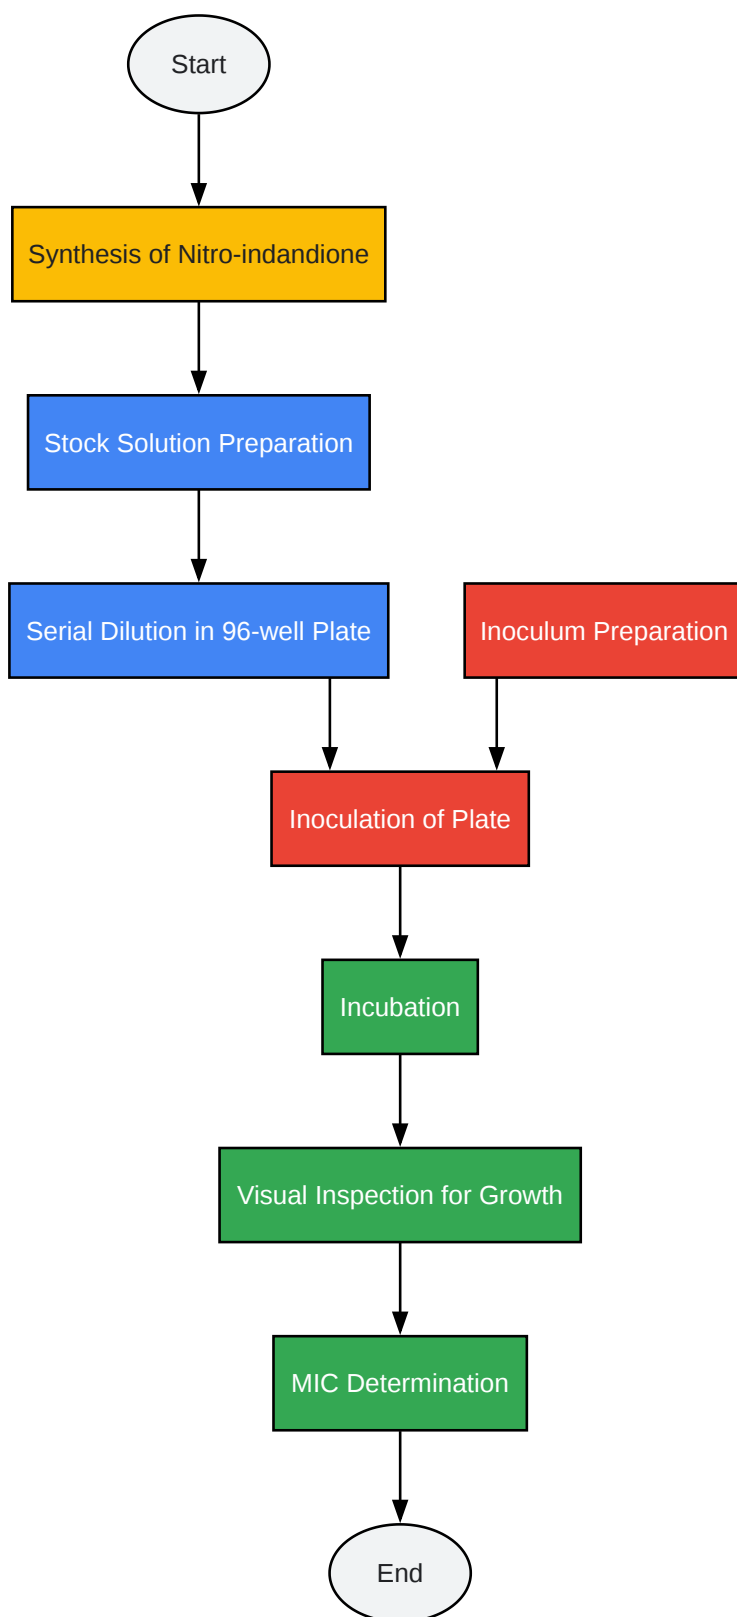 Start
Synthesis of Nitro-indandione
Stock Solution Preparation
Serial Dilution in 96-well Plate
Inoculum Preparation
Inoculation of Plate
Incubation
Visual Inspection for Growth
MIC Determination
End